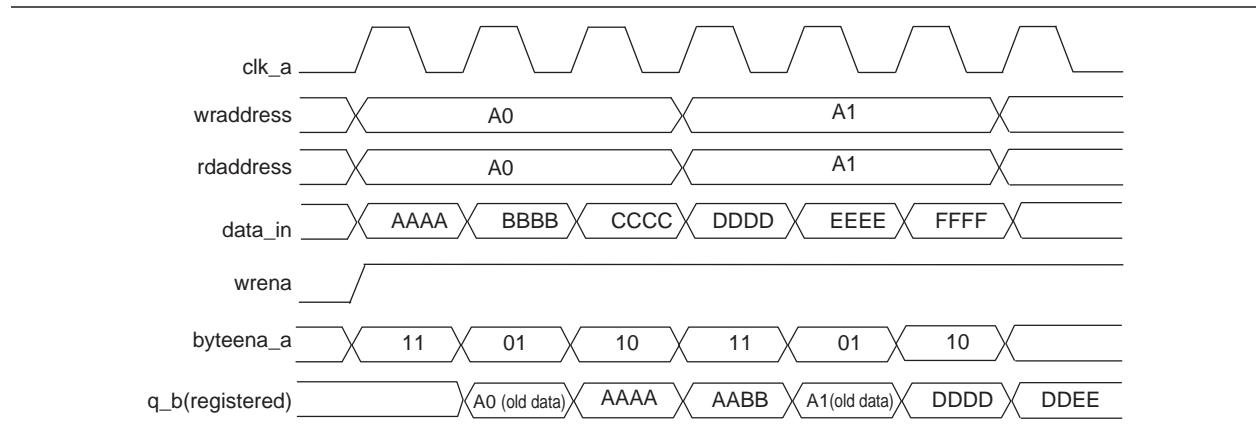 clk_a
wraddress A0 A1
rdaddress A0 A1
data_in AAAA BBBB CCCC DDDD EEEE FFFF
wrena
byteena_a 11 01 10 11 01 10
q_b(registered) A0 (old data) AAAA AABB A1(old data) DDDD DDEE